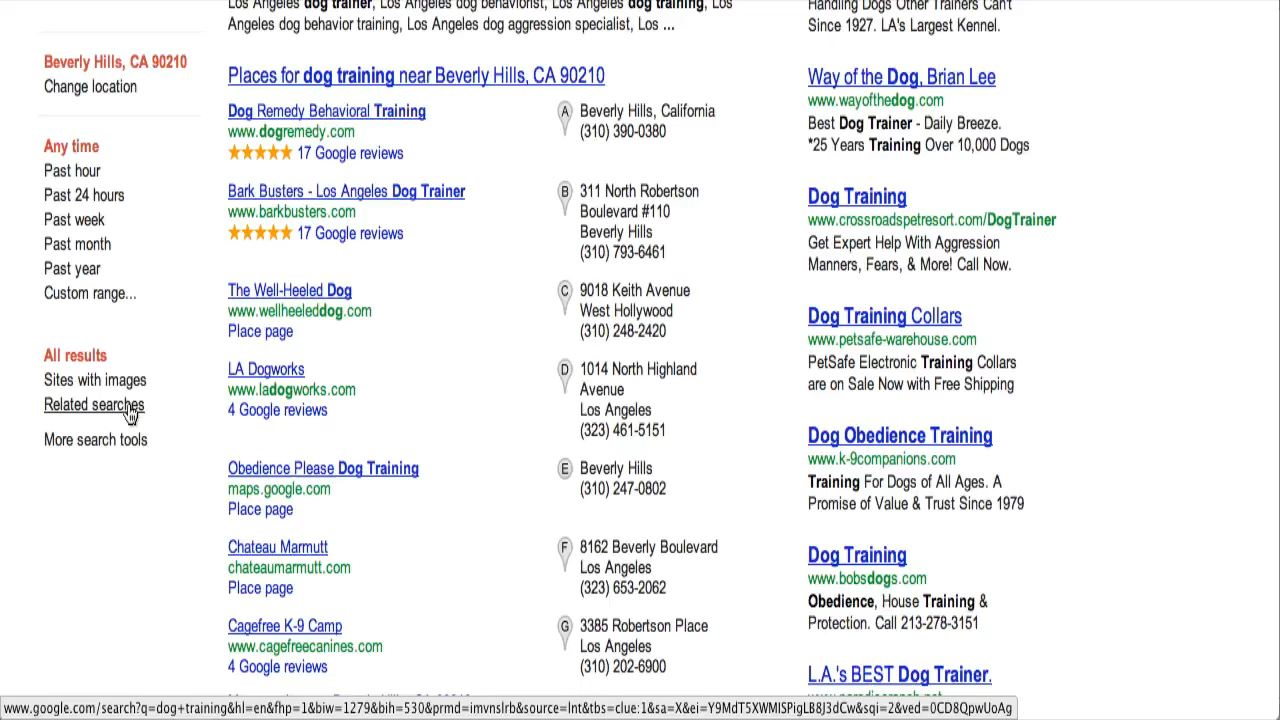 Los Angeles dog trainer, Los Angeles dog behaviorist, Los Angeles dog training, Los
Angeles dog behavior training, Los Angeles dog aggression specialist, Los ...
Beverly Hills, CA 90210
Change location
Any time
Past hour
Past 24 hours
Past week
Past month
Past year
Custom range...
All results
Sites with images
Related searches
More search tools
Places for dog training near Beverly Hills, CA 90210
Dog Remedy Behavioral Training
www.dogremedy.com
17 Google reviews
A
Beverly Hills, California
(310) 390-0380
Bark Busters - Los Angeles Dog Trainer
www.barkbusters.com
17 Google reviews
B
311 North Robertson
Boulevard #110
Beverly Hills
(310) 793-6461
The Well-Heeled Dog
www.wellheeleddog.com
Place page
C
9018 Keith Avenue
West Hollywood
(310) 248-2420
LA Dogworks
www.ladogworks.com
4 Google reviews
D
1014 North Highland
Avenue
Los Angeles
(323) 461-5151
Obedience Please Dog Training
maps.google.com
Place page
E
Beverly Hills
(310) 247-0802
Chateau Marmutt
chateaumarmutt.com
Place page
F
8162 Beverly Boulevard
Los Angeles
(323) 653-2062
Cagefree K-9 Camp
www.cagefreecanines.com
4 Google reviews
G
3385 Robertson Place
Los Angeles
(310) 202-6900
Handling Dogs Other Trainers Can't
Since 1927. LA's Largest Kennel.
Way of the Dog, Brian Lee
www.wayofthedog.com
Best Dog Trainer - Daily Breeze.
*25 Years Training Over 10,000 Dogs
Dog Training
www.crossroadspetresort.com/DogTrainer
Get Expert Help With Aggression
Manners, Fears, & More! Call Now.
Dog Training Collars
www.petsafe-warehouse.com
PetSafe Electronic Training Collars
are on Sale Now with Free Shipping
Dog Obedience Training
www.k-9companions.com
Training For Dogs of All Ages. A
Promise of Value & Trust Since 1979
Dog Training
www.bobsdogs.com
Obedience, House Training &
Protection. Call 213-278-3151
L.A.'s BEST Dog Trainer.
www.google.com/search?q=dog+training&hl=en&fhp=1&biw=1279&bih=530&prmd=imvnslrb&source=lnt&tbs=clue:1&sa=X&ei=Y9MdT5XWMISPigLB8J3dCw&sqi=2&ved=0CD8QpwUoAg